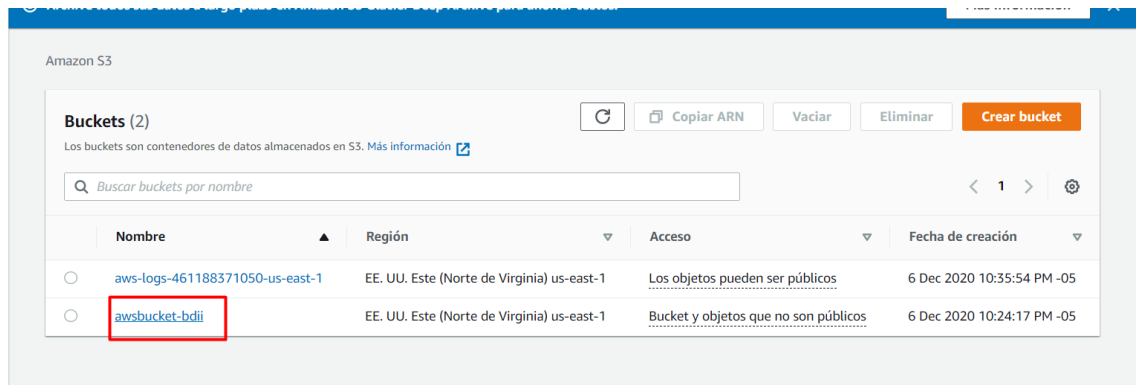 Amazon S3
Buckets (2)
Copiar ARN
Vaciar
Eliminar
Crear bucket
Los buckets son contenedores de datos almacenados en S3. Más información
Buscar buckets por nombre
1
Nombre Región Acceso Fecha de creación
aws-logs-461188371050-us-east-1 EE. UU. Este (Norte de Virginia) us-east-1 Los objetos pueden ser públicos 6 Dec 2020 10:35:54 PM -05
awsbucket-bdii EE. UU. Este (Norte de Virginia) us-east-1 Bucket y objetos que no son públicos 6 Dec 2020 10:24:17 PM -05